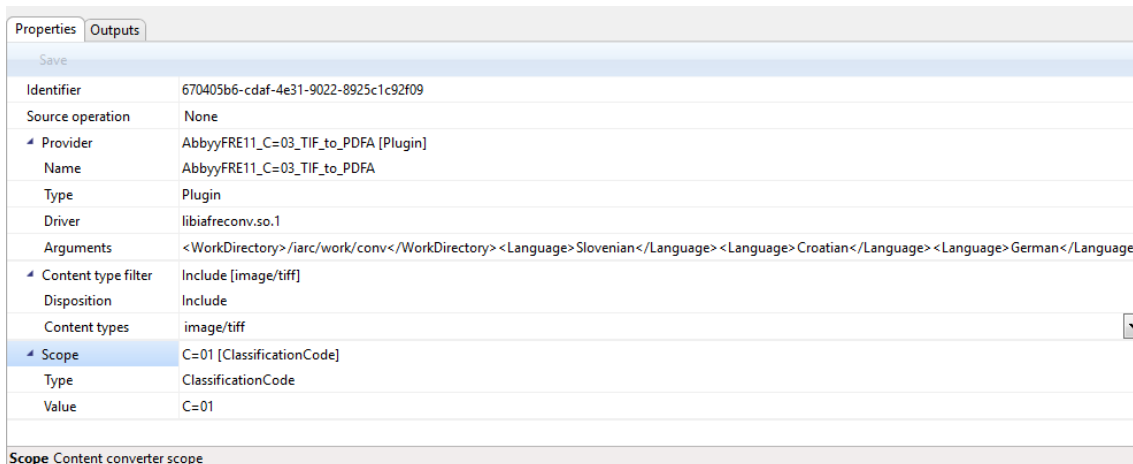 Properties Outputs
Save
Identifier 670405b6-cdaf-4e31-9022-8925c1c92f09
Source operation None
Provider AbbyyFRE11_C=03_TIF_to_PDFA [Plugin]
Name AbbyyFRE11_C=03_TIF_to_PDFA
Type Plugin
Driver libiafreconv.so.1
Arguments <WorkDirectory>/iarc/work/conv</WorkDirectory><Language>Slovenian</Language><Language>Croatian</Language><Language>German</Language
Content type filter Include [image/tiff]
Disposition Include
Content types image/tiff
Scope C=01 [ClassificationCode]
Type ClassificationCode
Value C=01
Scope Content converter scope